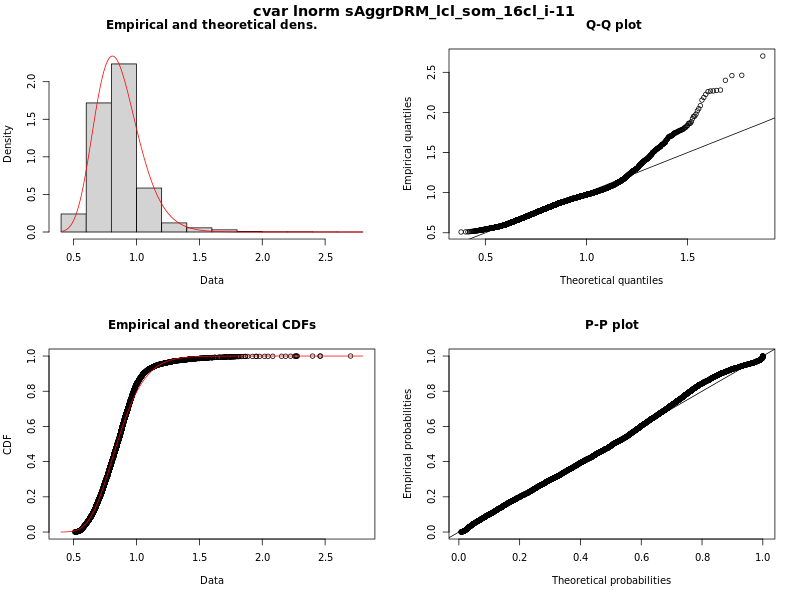 cvar lnorm sAggrDRM_lcl_som_16cl_i-11
Empirical and theoretical dens.
Density
0.0 0.5 1.0 1.5 2.0
0.5 1.0 1.5 2.0 2.5
Data
Q-Q plot
Empirical quantiles
0.5 1.0 1.5 2.0 2.5
0.5 1.0 1.5
Theoretical quantiles
Empirical and theoretical CDFs
CDF
0.0 0.2 0.4 0.6 0.8 1.0
0.5 1.0 1.5 2.0 2.5
Data
P-P plot
Empirical probabilities
0.0 0.2 0.4 0.6 0.8 1.0
0.0 0.2 0.4 0.6 0.8 1.0
Theoretical probabilities